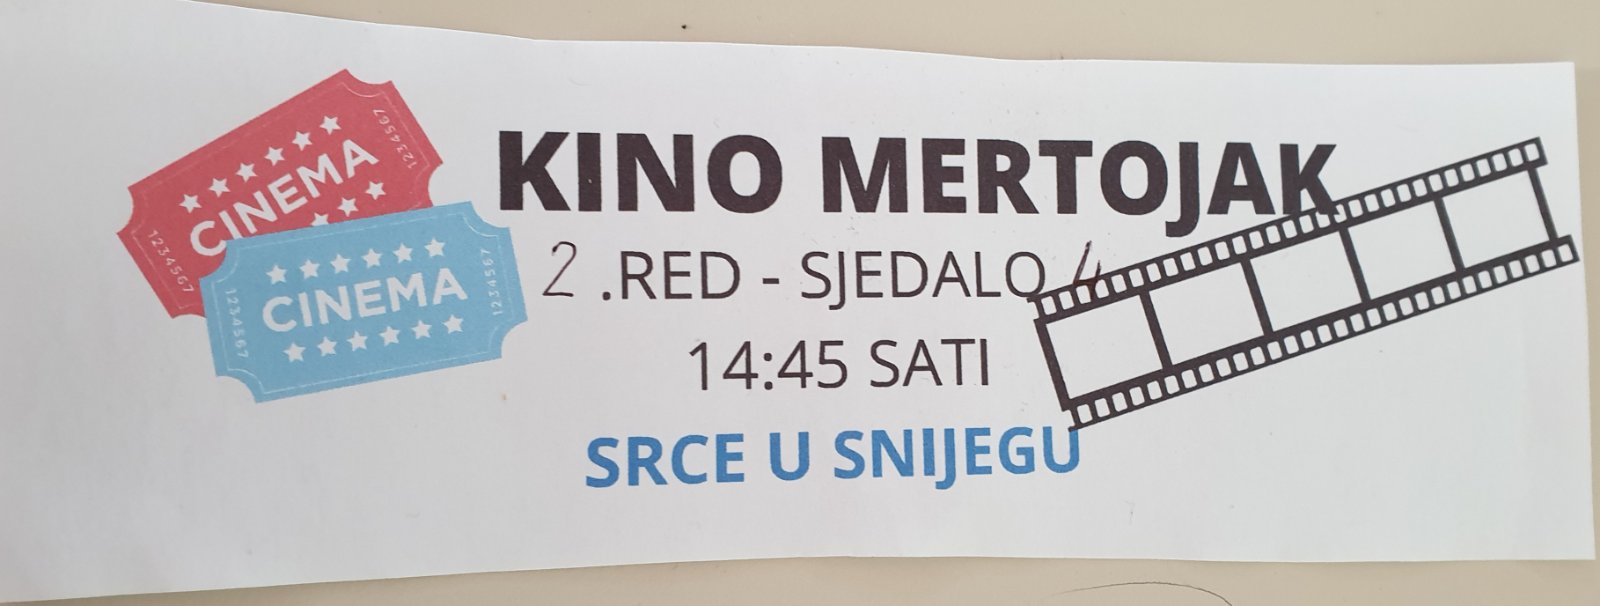 CINEMA
1234567
1234567
CINEMA
1234567
1234567
KINO MERTOJAK
2 .RED - SJEDALO 4
14:45 SATI
SRCE U SNIJEGU